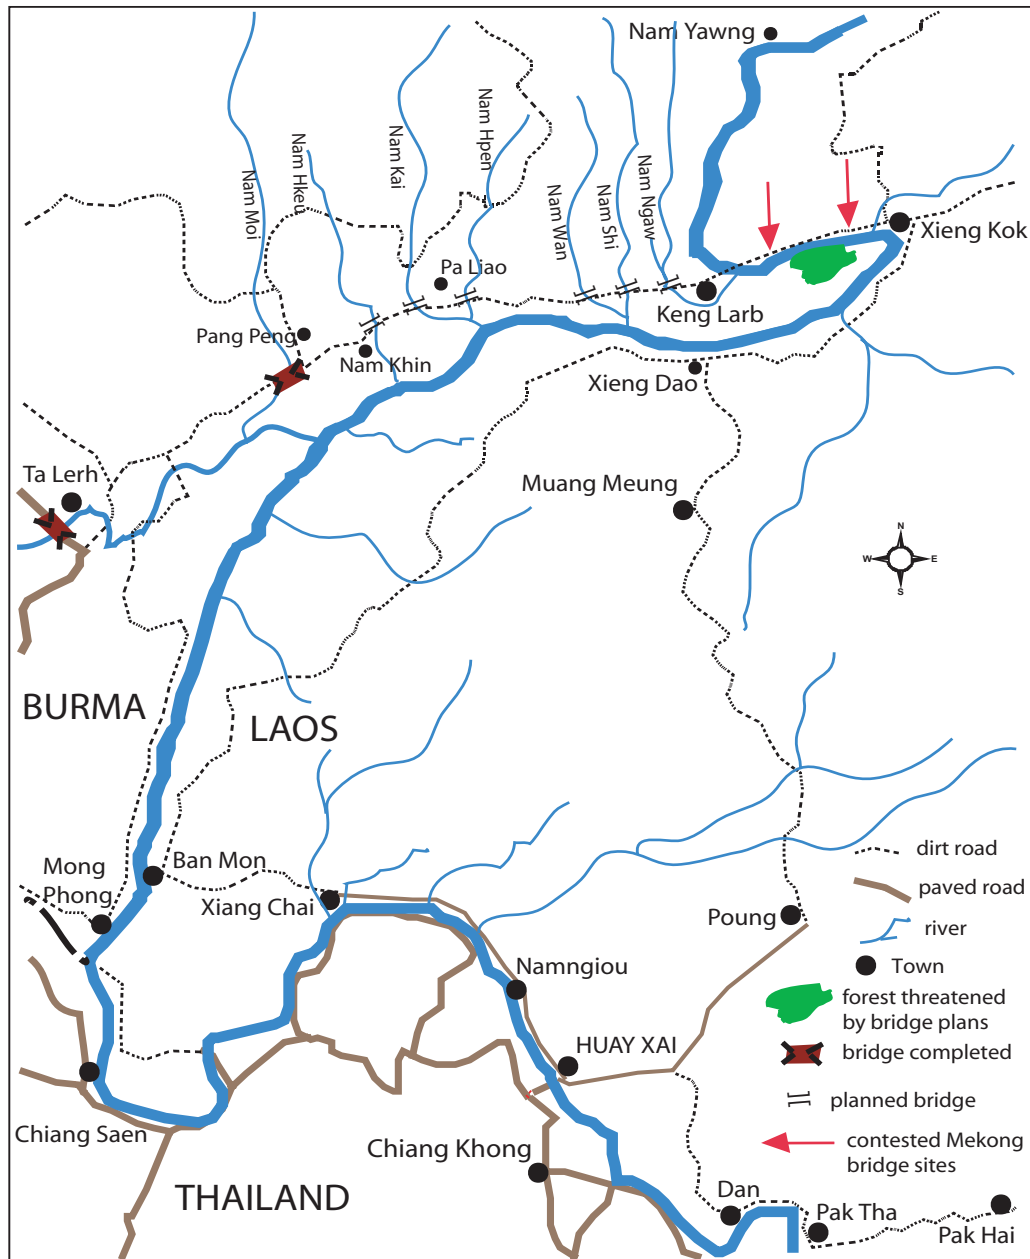 Nam Yawng
Nam Moi
Nam Hkeu
Nam Kai
Nam Hpen
Nam Wan
Nam Shi
Nam Ngaw
Xieng Kok
Pa Liao
Keng Larb
Pang Peng
Nam Khin
Xieng Dao
Ta Lerh
Muang Meung
N
W
E
S
BURMA
LAOS
Mong
Phong
Ban Mon
Xiang Chai
Poung
Namngiou
HUAY XAI
Chiang Saen
Chiang Khong
THAILAND
Dan
Pak Tha
Pak Hai
dirt road
paved road
river
Town
forest threatened
by bridge plans
bridge completed
planned bridge
contested Mekong
bridge sites